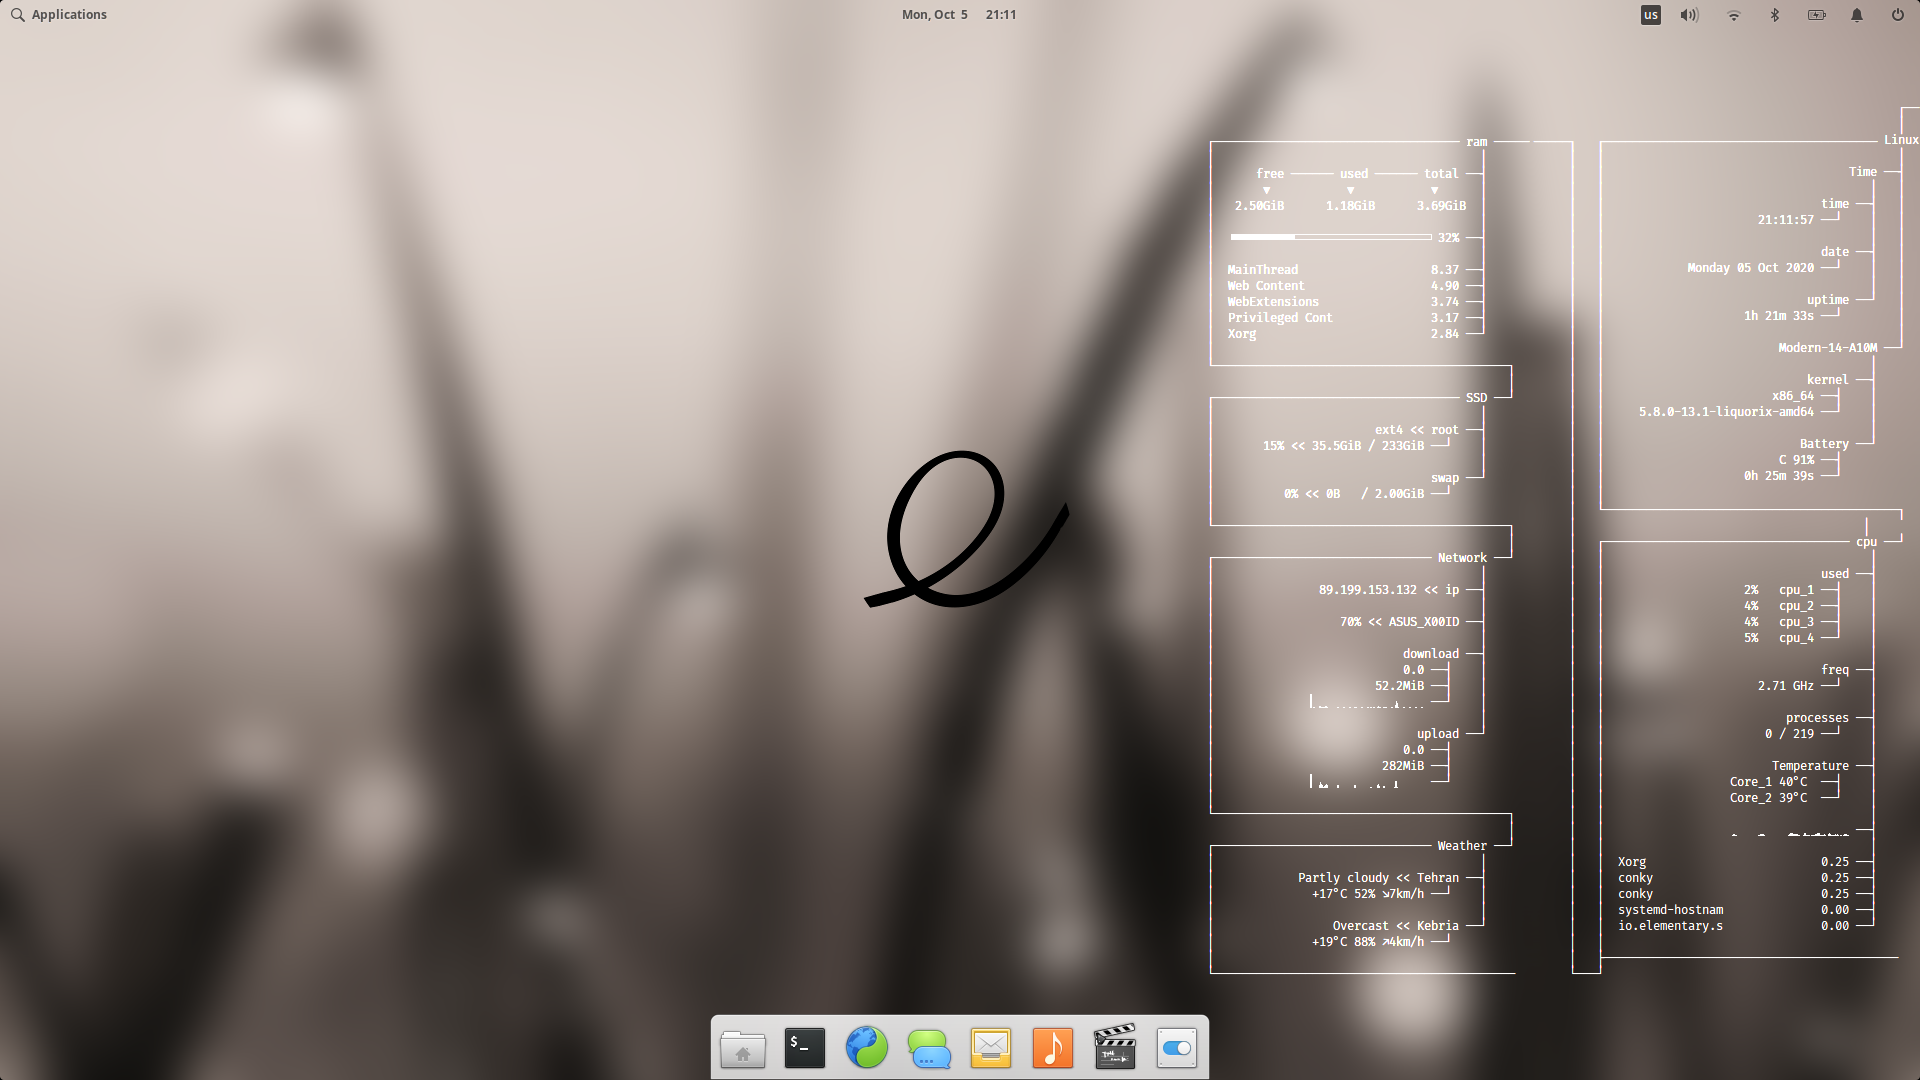 Applications
Mon, Oct 5 21:11
us
ram
free used total
2.50GiB 1.18GiB 3.69GiB
32%
MainThread 8.37
Web Content 4.90
WebExtensions 3.74
Privileged Cont 3.17
Xorg 2.84
SSD
ext4 << root
15% << 35.5GiB / 233GiB
swap
0% << 0B / 2.00GiB
Network
89.199.153.132 << ip
70% << ASUS_X00ID
download
0.0
52.2MiB
upload
0.0
282MiB
Weather
Partly cloudy << Tehran
+17°C 52% ↘7km/h
Overcast << Kebria
+19°C 88% ↗4km/h
Linux
Time
time
21:11:57
date
Monday 05 Oct 2020
uptime
1h 21m 33s
Modern-14-A10M
kernel
x86_64
5.8.0-13.1-liquorix-amd64
Battery
C 91%
0h 25m 39s
cpu
used
2% cpu_1
4% cpu_2
4% cpu_3
5% cpu_4
freq
2.71 GHz
processes
0 / 219
Temperature
Core_1 40°C
Core_2 39°C
Xorg 0.25
conky 0.25
conky 0.25
systemd-hostnam 0.00
io.elementary.s 0.00
e
$_